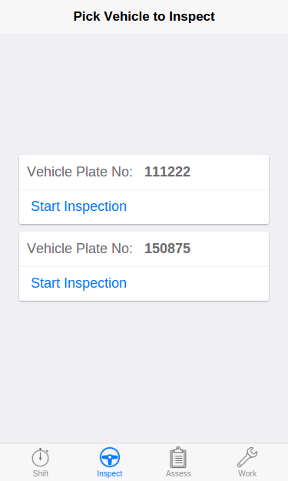 Pick Vehicle to Inspect
Vehicle Plate No: 111222
Start Inspection
Vehicle Plate No: 150875
Start Inspection
Shift Inspect Assess Work